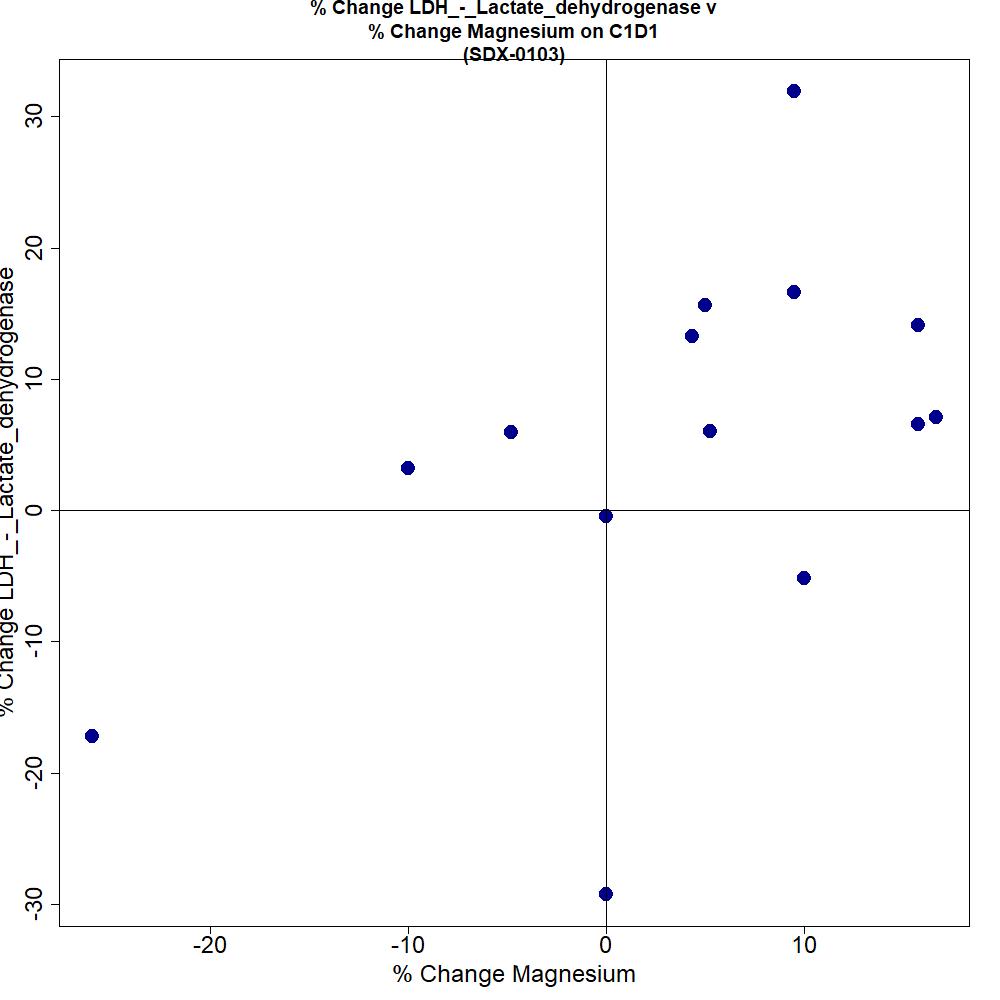 % Change LDH_-_Lactate_dehydrogenase v
% Change Magnesium on C1D1
(SDX-0103)
% Change LDH_-_Lactate_dehydrogenase
30
20
10
0
-10
-20
-30
-20 -10 0 10
% Change Magnesium